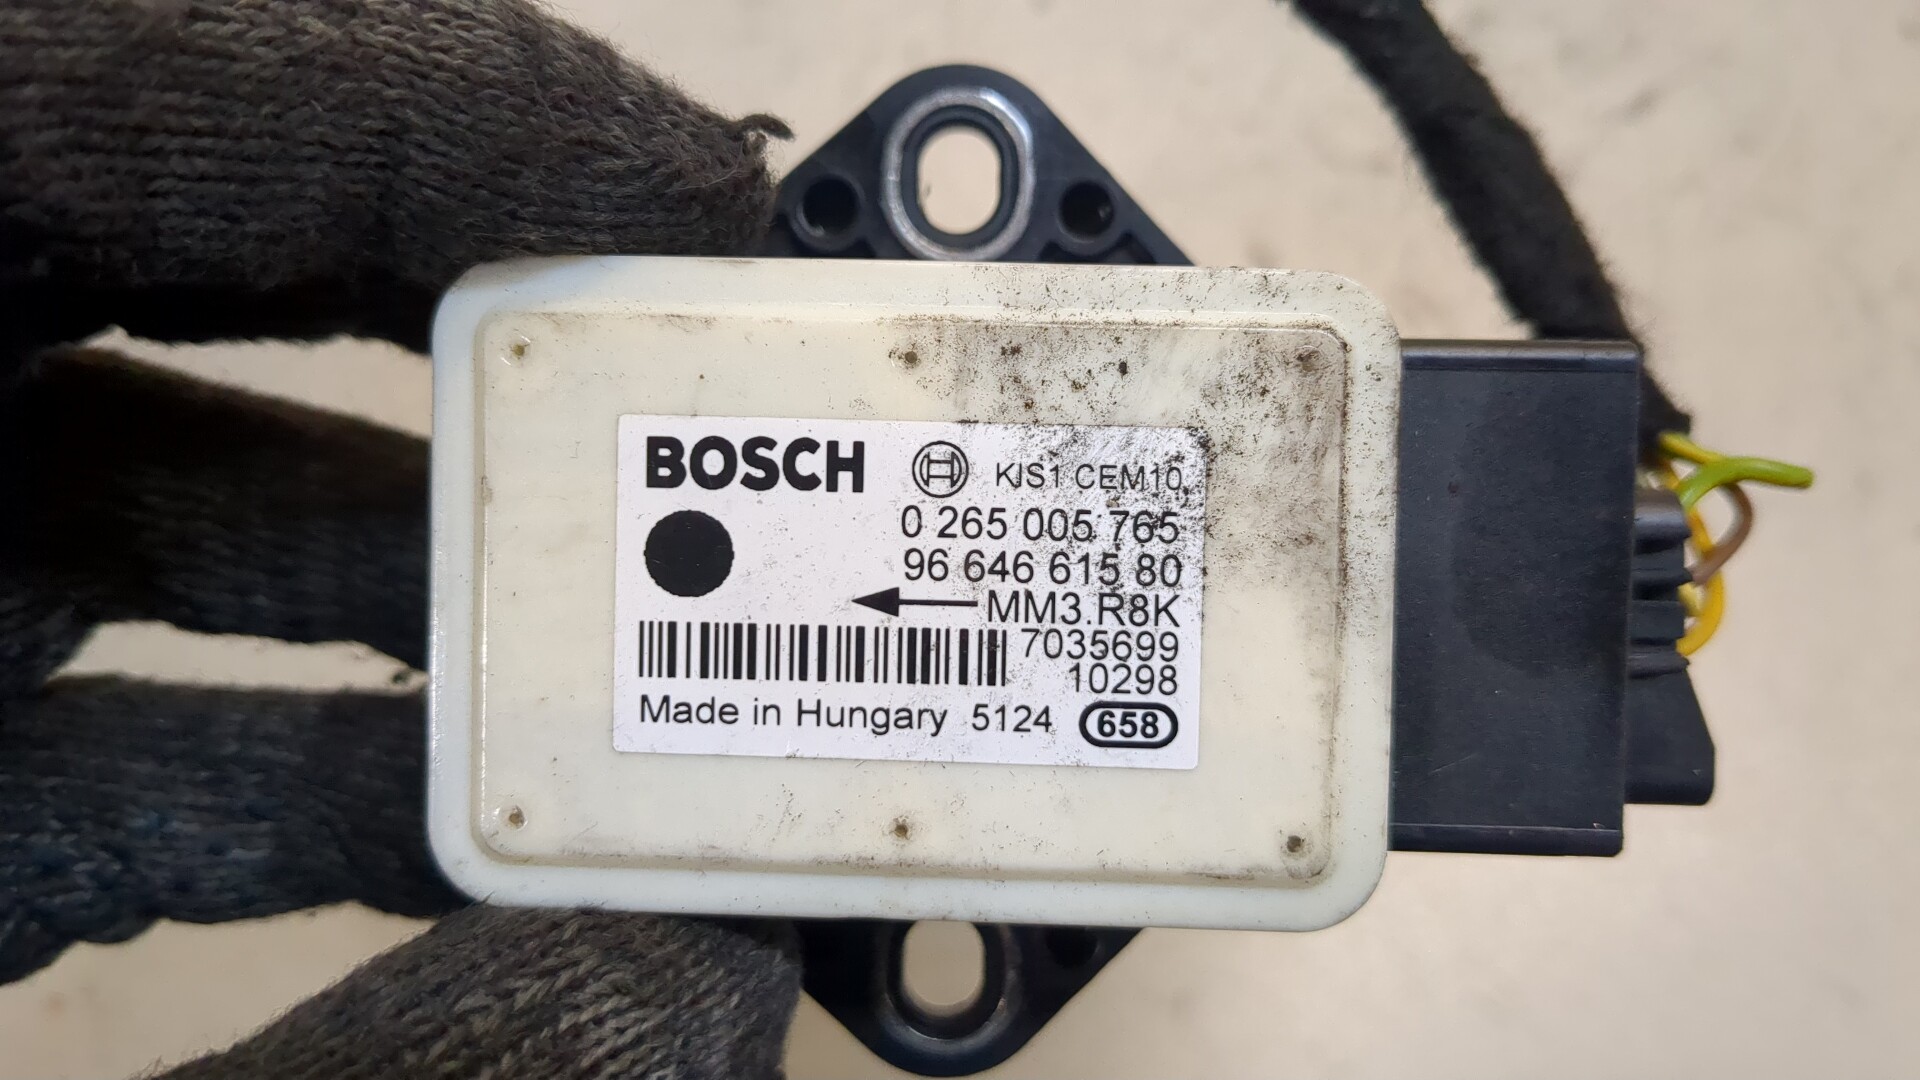 BOSCH KJS1 CEM10
0 265 005 765
96 646 615 80
MM3.R8K
7035699
10298
Made in Hungary 5124 658